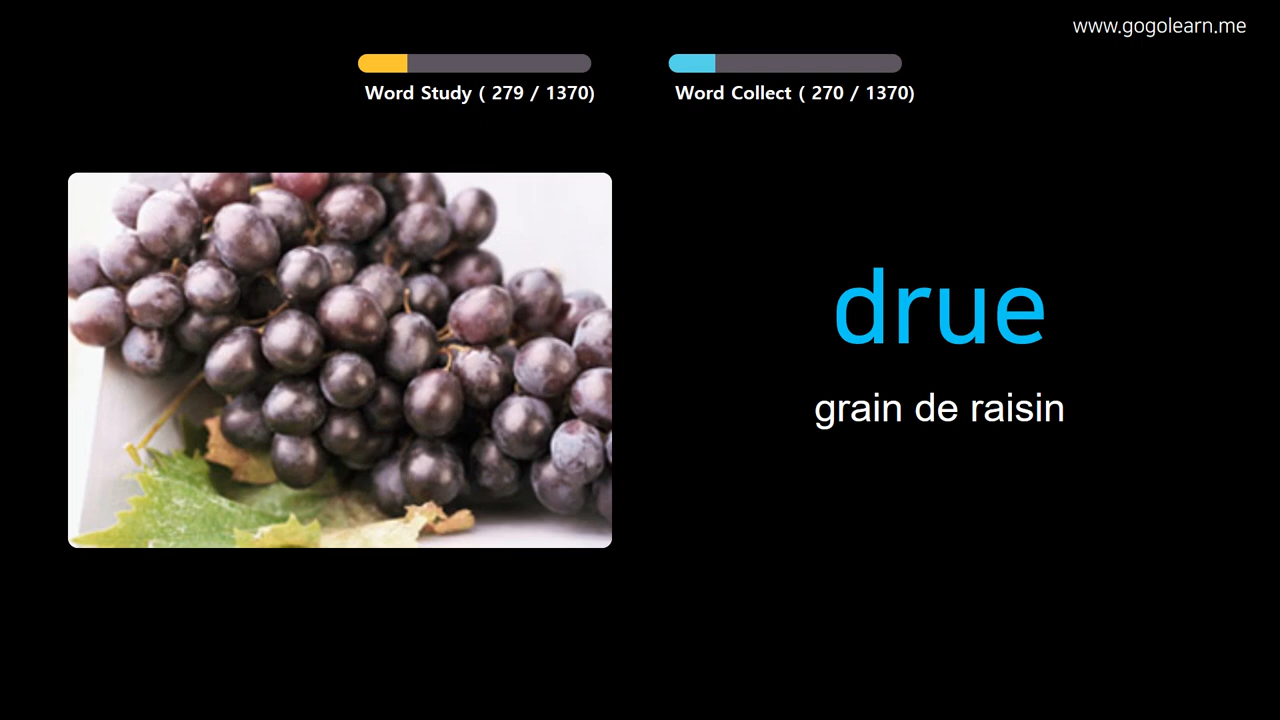 www.gogolearn.me
Word Study ( 279 / 1370)
Word Collect ( 270 / 1370)
drue
grain de raisin